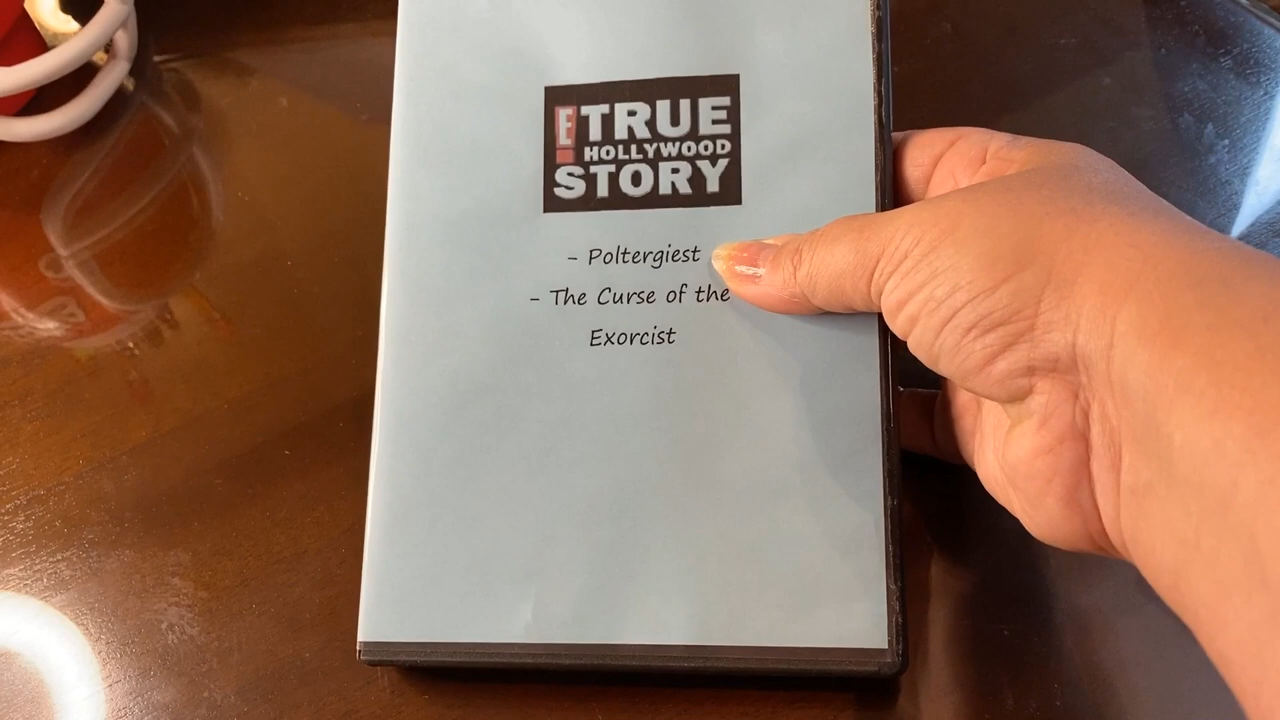 E! TRUE
HOLLYWOOD
STORY
- Poltergiest
- The Curse of the
Exorcist